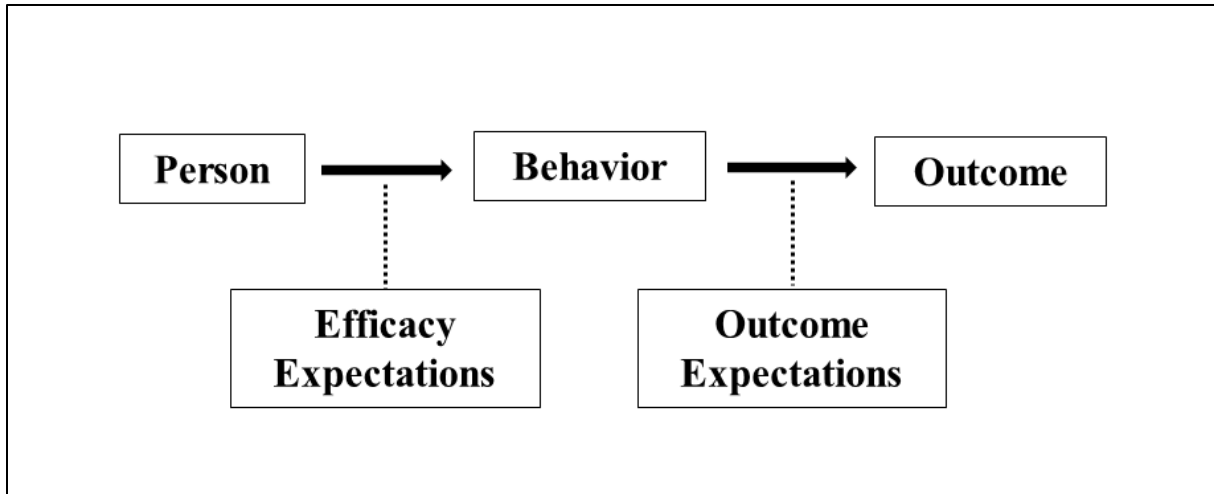 Person
Behavior
Outcome
Efficacy
Expectations
Outcome
Expectations